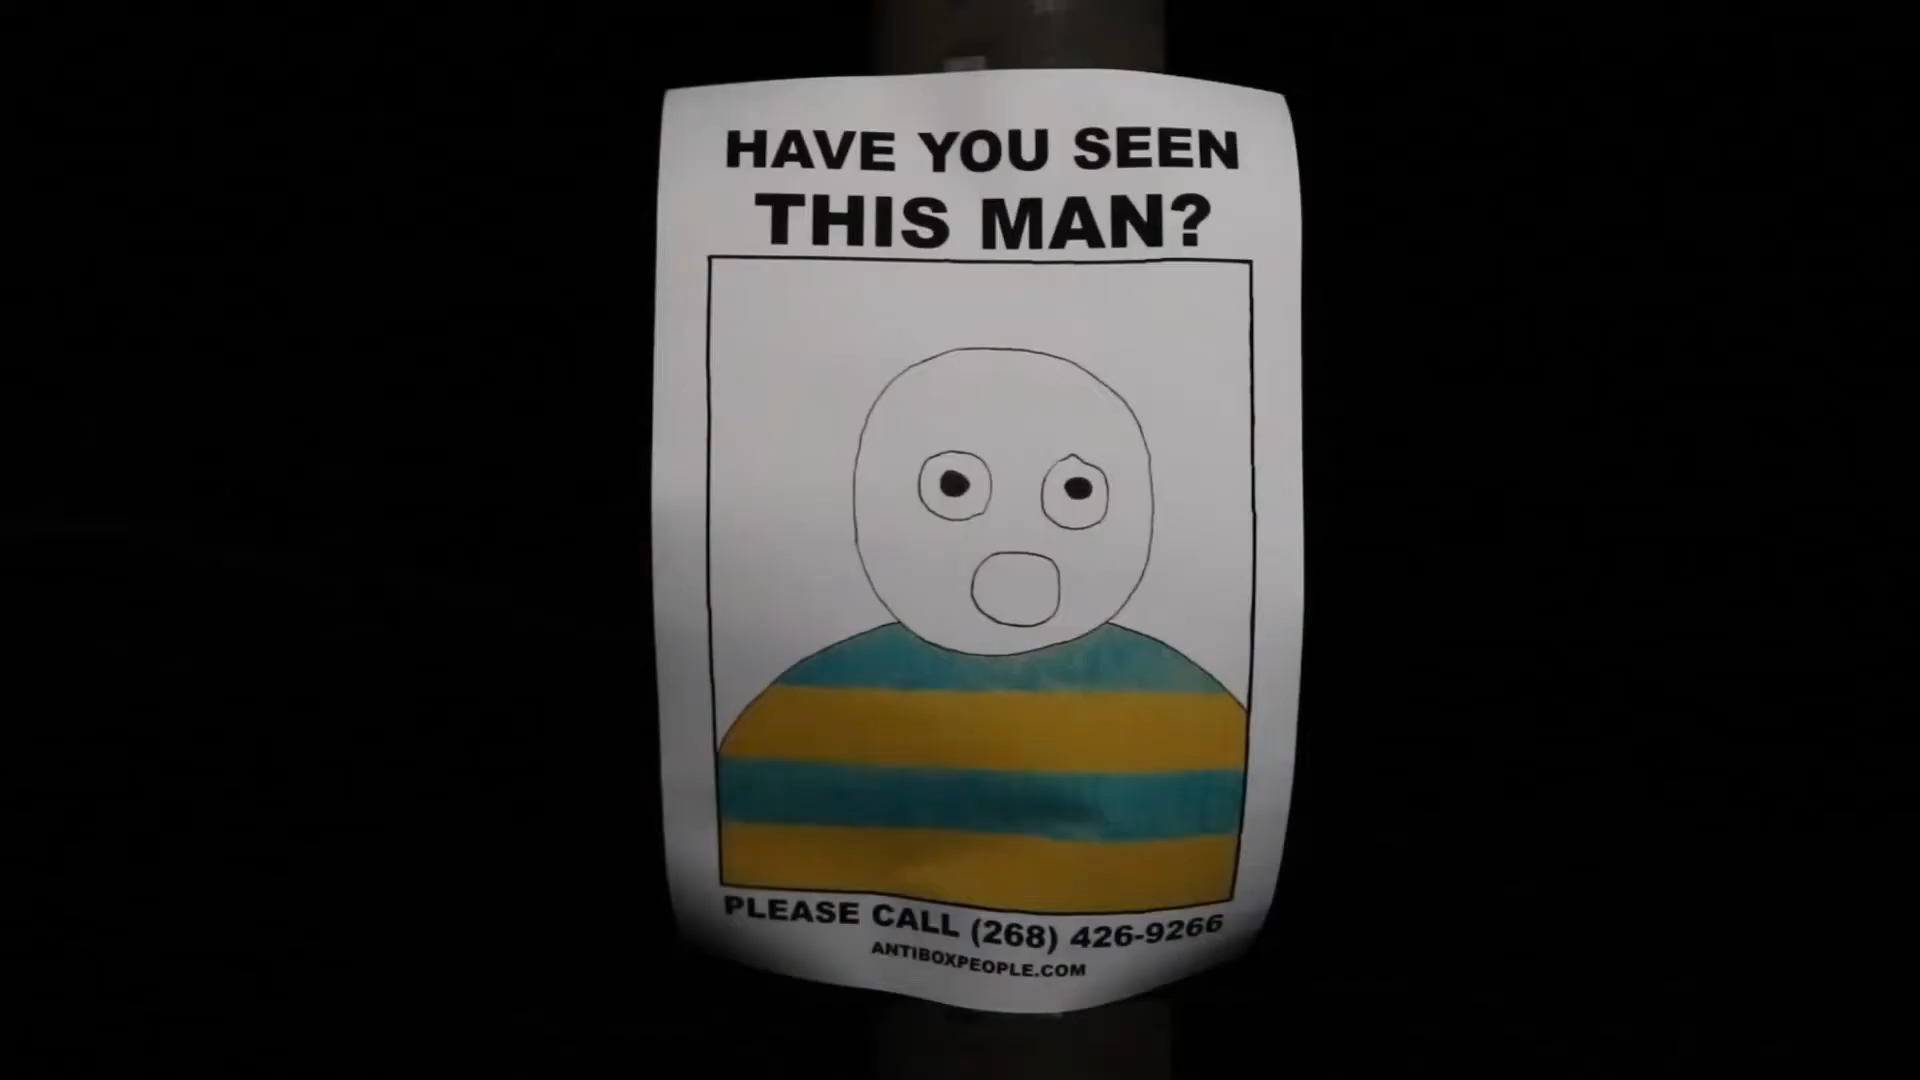 HAVE YOU SEEN
THIS MAN?
PLEASE CALL (268) 426-9266
ANTIBOXPEOPLE.COM